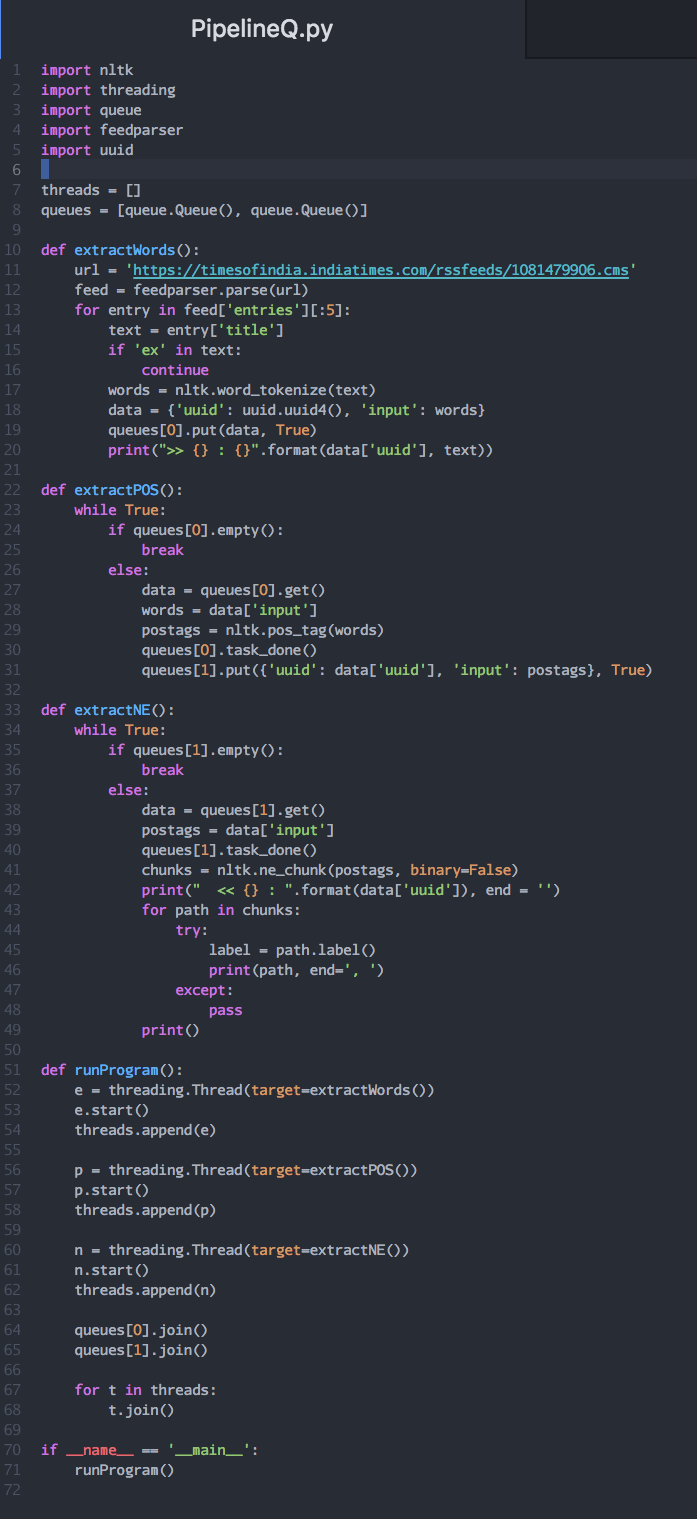 PipelineQ.py
1 import nltk
2 import threading
3 import queue
4 import feedparser
5 import uuid
6
7 threads = []
8 queues = [queue.Queue(), queue.Queue()]
9
10 def extractWords():
11     url = 'https://timesofindia.indiatimes.com/rssfeeds/1081479906.cms'
12     feed = feedparser.parse(url)
13     for entry in feed['entries'][:5]:
14         text = entry['title']
15         if 'ex' in text:
16             continue
17         words = nltk.word_tokenize(text)
18         data = {'uuid': uuid.uuid4(), 'input': words}
19         queues[0].put(data, True)
20         print(">> {} : {}".format(data['uuid'], text))
21
22 def extractPOS():
23     while True:
24         if queues[0].empty():
25             break
26         else:
27             data = queues[0].get()
28             words = data['input']
29             postags = nltk.pos_tag(words)
30             queues[0].task_done()
31             queues[1].put({'uuid': data['uuid'], 'input': postags}, True)
32
33 def extractNE():
34     while True:
35         if queues[1].empty():
36             break
37         else:
38             data = queues[1].get()
39             postags = data['input']
40             queues[1].task_done()
41             chunks = nltk.ne_chunk(postags, binary=False)
42             print("  << {} : ".format(data['uuid']), end = '')
43             for path in chunks:
44                 try:
45                     label = path.label()
46                     print(path, end=', ')
47                 except:
48                     pass
49             print()
50
51 def runProgram():
52     e = threading.Thread(target=extractWords())
53     e.start()
54     threads.append(e)
55
56     p = threading.Thread(target=extractPOS())
57     p.start()
58     threads.append(p)
59
60     n = threading.Thread(target=extractNE())
61     n.start()
62     threads.append(n)
63
64     queues[0].join()
65     queues[1].join()
66
67     for t in threads:
68         t.join()
69
70 if __name__ == '__main__':
71     runProgram()
72